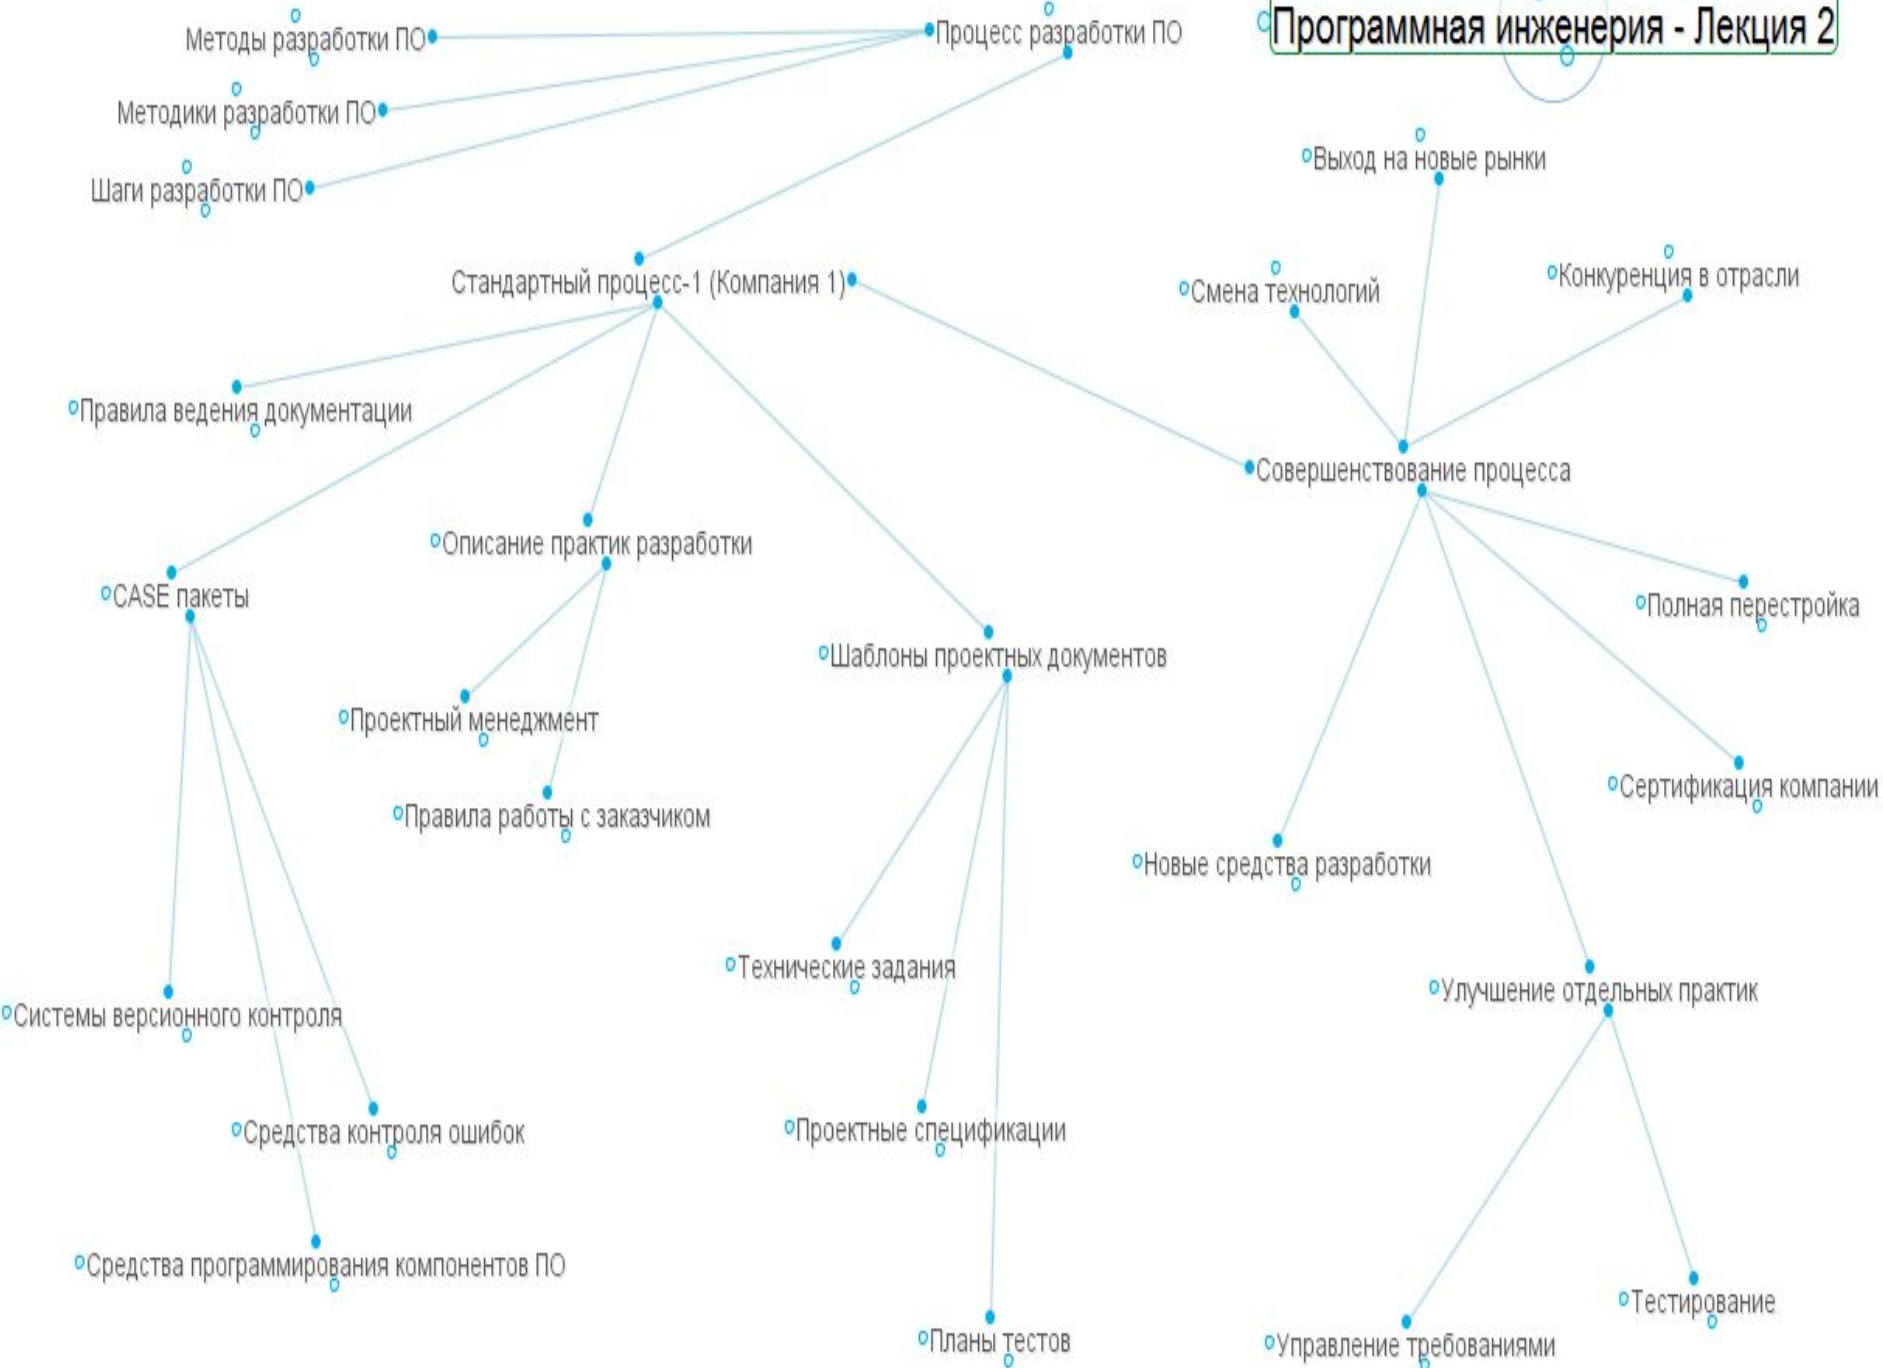 Программная инженерия - Лекция 2
Процесс разработки ПО
Методы разработки ПО
Методики разработки ПО
Шаги разработки ПО
Выход на новые рынки
Стандартный процесс-1 (Компания 1)
Смена технологий
Конкуренция в отрасли
Правила ведения документации
Совершенствование процесса
Описание практик разработки
CASE пакеты
Полная перестройка
Шаблоны проектных документов
Проектный менеджмент
Сертификация компании
Правила работы с заказчиком
Новые средства разработки
Технические задания
Улучшение отдельных практик
Системы версионного контроля
Средства контроля ошибок
Проектные спецификации
Средства программирования компонентов ПО
Тестирование
Планы тестов
Управление требованиями